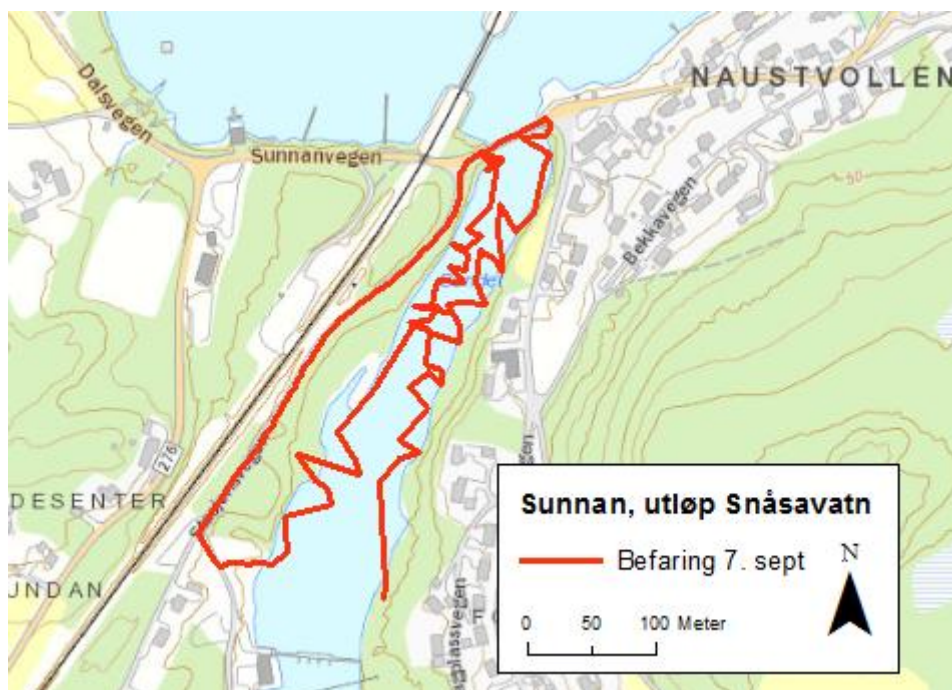 NAUSTVOLLEN
Dalsvegen
Sunnanvegen
50
Bekkavegen
276
DESENTER
UNDAN
Sunnan, utløp Snåsavatn
Befaring 7. sept
N
0 50 100 Meter